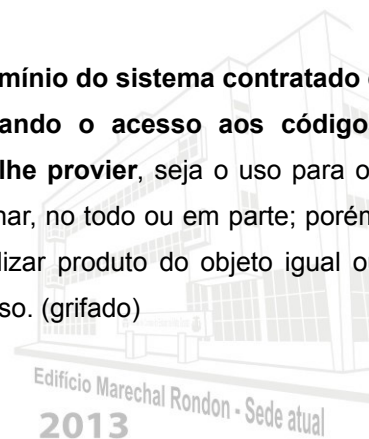 mínio do sistema contratado
ando o acesso aos código
lhe provier, seja o uso para o
nar, no todo ou em parte; porém
lizar produto do objeto igual ou
so. (grifado)
Edifício Marechal Rondon - Sede atual
2013